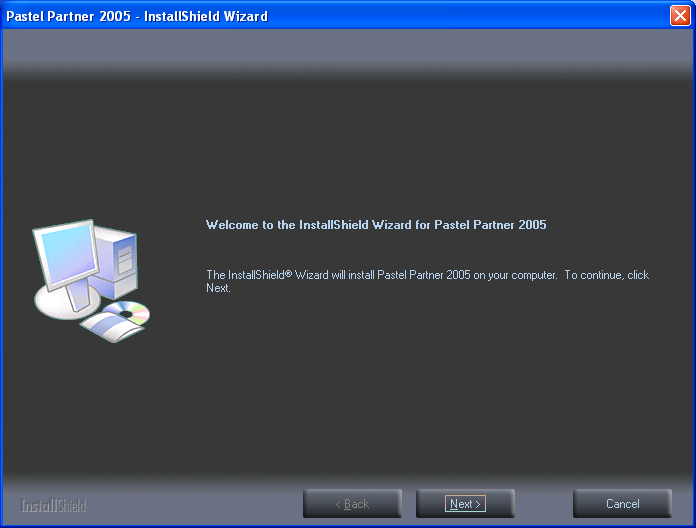 Pastel Partner 2005 - InstallShield Wizard
Welcome to the InstallShield Wizard for Pastel Partner 2005
The InstallShield® Wizard will install Pastel Partner 2005 on your computer.  To continue, click
Next.
InstallShield
< Back
Next >
Cancel